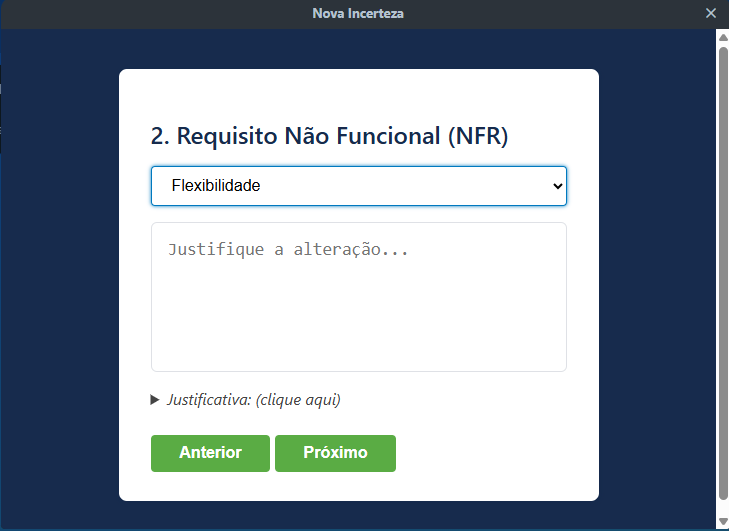 Nova Incerteza
2. Requisito Não Funcional (NFR)
Flexibilidade
Justifique a alteração...
Justificativa: (clique aqui)
Anterior
Próximo